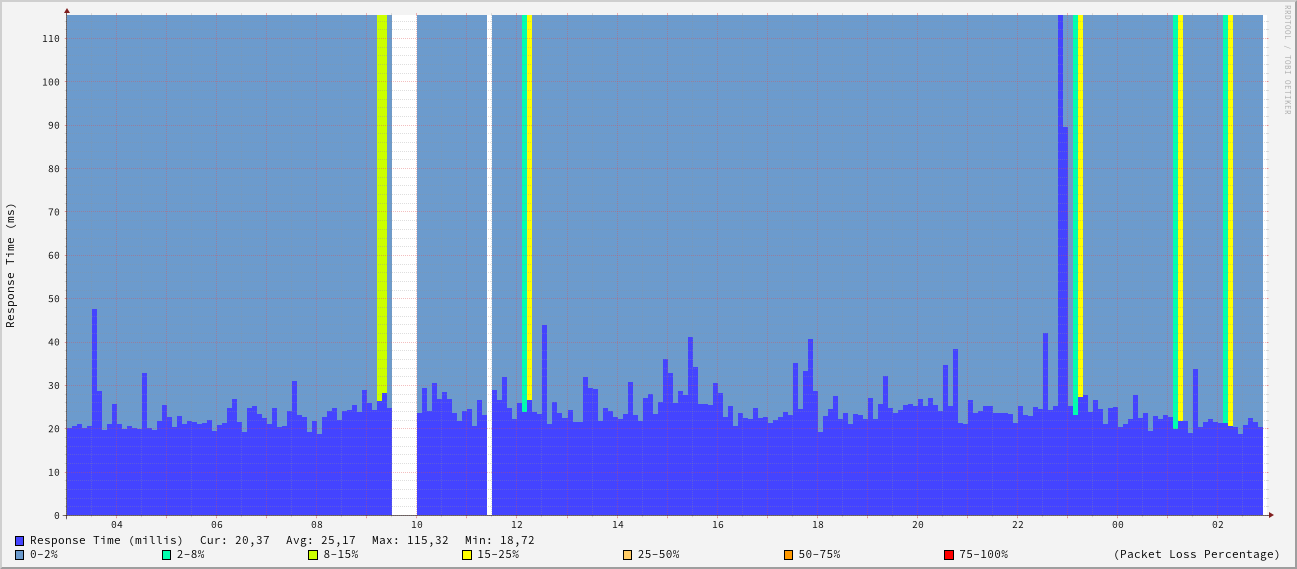 RRDTOOL / TOBI OETIKER
Response Time (ms)
110
100
90
80
70
60
50
40
30
20
10
0
04 06 08 10 12 14 16 18 20 22 00 02
Response Time (millis) Cur: 20,37 Avg: 25,17 Max: 115,32 Min: 18,72
0-2% 2-8% 8-15% 15-25% 25-50% 50-75% 75-100% (Packet Loss Percentage)